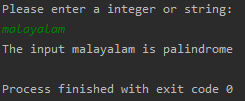 Please enter a integer or string:
malayalam
The input malayalam is palindrome
Process finished with exit code 0